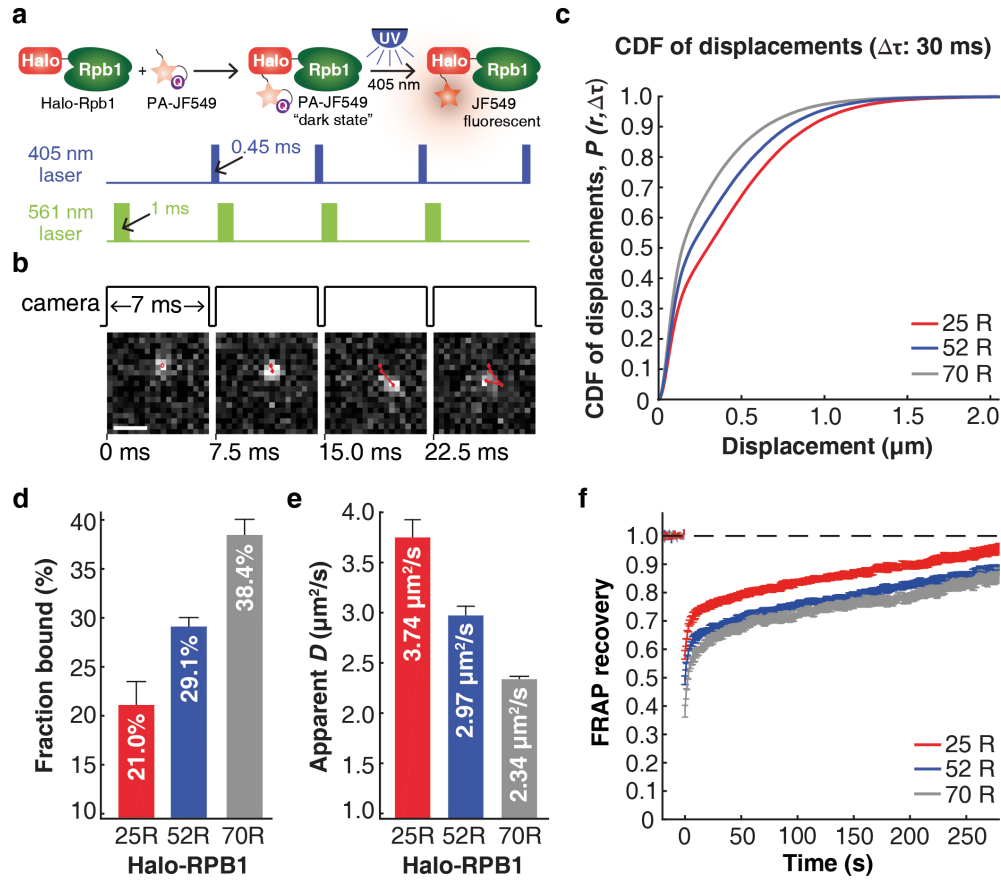 a
UV
Halo
Rpb1
+
Q
Halo
Rpb1
Q
405 nm
Halo
Rpb1
Halo-Rpb1
PA-JF549
PA-JF549
"dark state"
JF549
fluorescent
405 nm
laser
0.45 ms
561 nm
laser
1 ms
b
camera
7 ms
0 ms
7.5 ms
15.0 ms
22.5 ms
c
CDF of displacements (Δτ: 30 ms)
CDF of displacements, P (r,Δτ)
1.0
0.9
0.8
0.7
0.6
0.5
0.4
0.3
0.2
0.1
0
25 R
52 R
70 R
0
0.5
1.0
1.5
2.0
Displacement (µm)
d
Fraction bound (%)
40
35
30
25
20
15
10
21.0%
29.1%
38.4%
25R
52R
70R
Halo-RPB1
e
Apparent D (µm²/s)
4.0
3.5
3.0
2.5
2.0
1.5
1.0
3.74 µm²/s
2.97 µm²/s
2.34 µm²/s
25R
52R
70R
Halo-RPB1
f
FRAP recovery
1.0
0.9
0.8
0.7
0.6
0.5
0.4
0.3
0.2
0.1
0
25 R
52 R
70 R
0
50
100
150
200
250
Time (s)